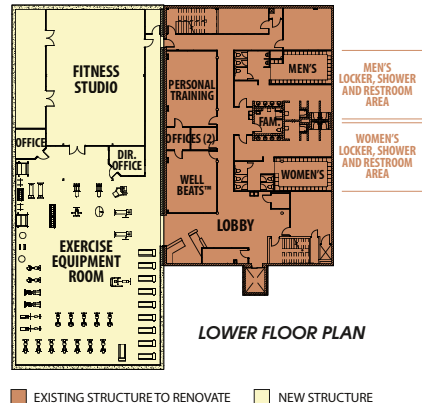 FITNESS
STUDIO
PERSONAL
TRAINING
MEN'S
MEN'S
LOCKER, SHOWER
AND RESTROOM
AREA
FAM.
OFFICES (2)
OFFICE
DIR.
OFFICE
WELL
BEATS™
WOMEN'S
WOMEN'S
LOCKER, SHOWER
AND RESTROOM
AREA
LOBBY
EXERCISE
EQUIPMENT
ROOM
LOWER FLOOR PLAN
EXISTING STRUCTURE TO RENOVATE
NEW STRUCTURE